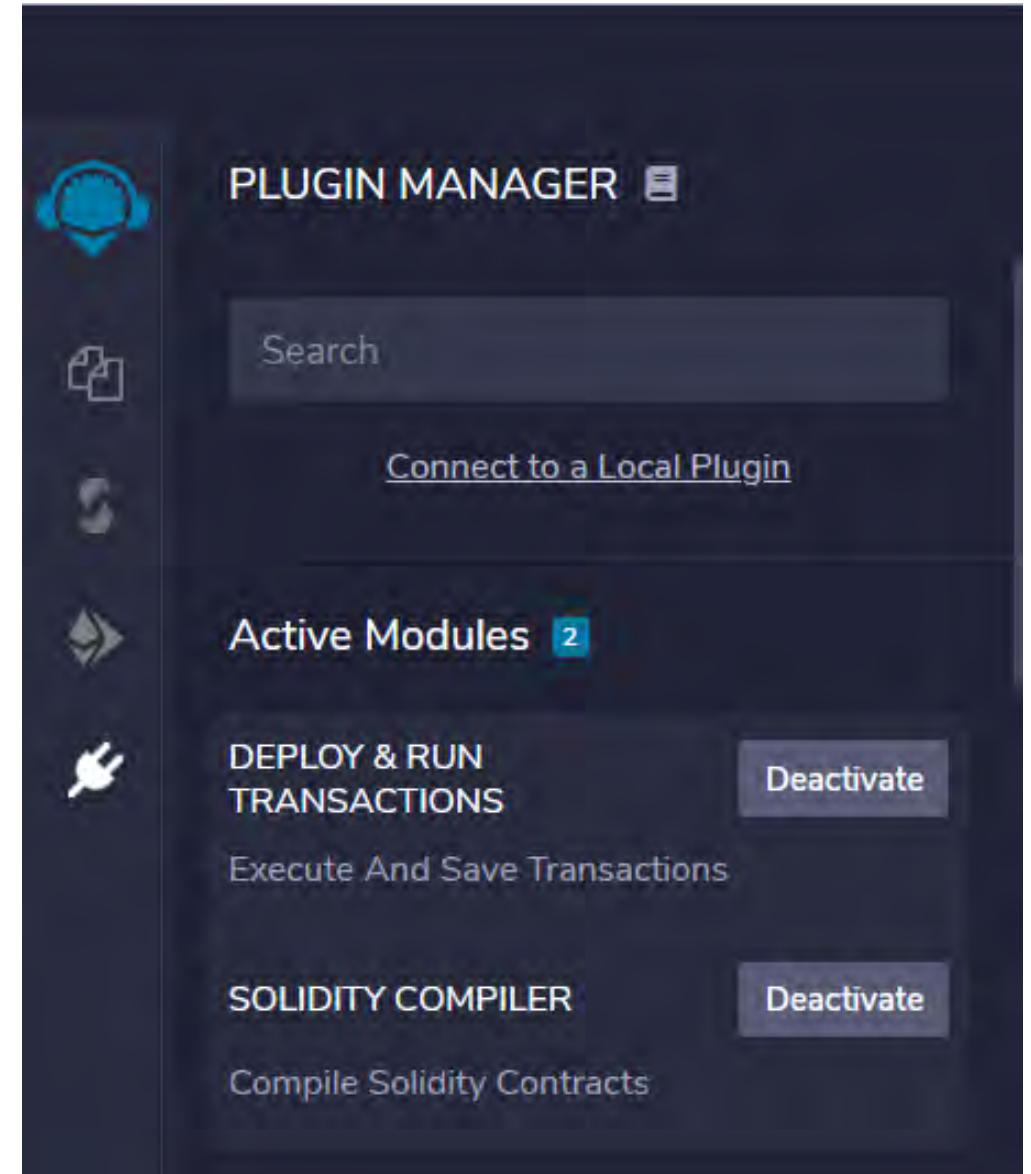 PLUGIN MANAGER
Search
Connect to a Local Plugin
Active Modules 2
DEPLOY & RUN
TRANSACTIONS
Deactivate
Execute And Save Transactions
SOLIDITY COMPILER
Deactivate
Compile Solidity Contracts